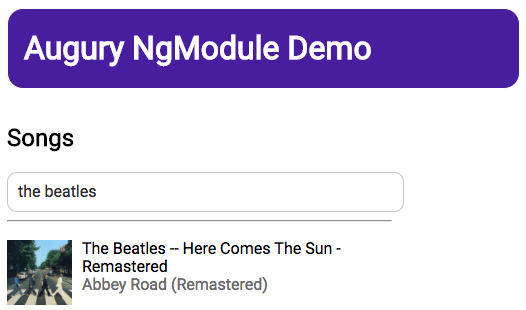 Augury NgModule Demo
Songs
the beatles
The Beatles -- Here Comes The Sun -
Remastered
Abbey Road (Remastered)